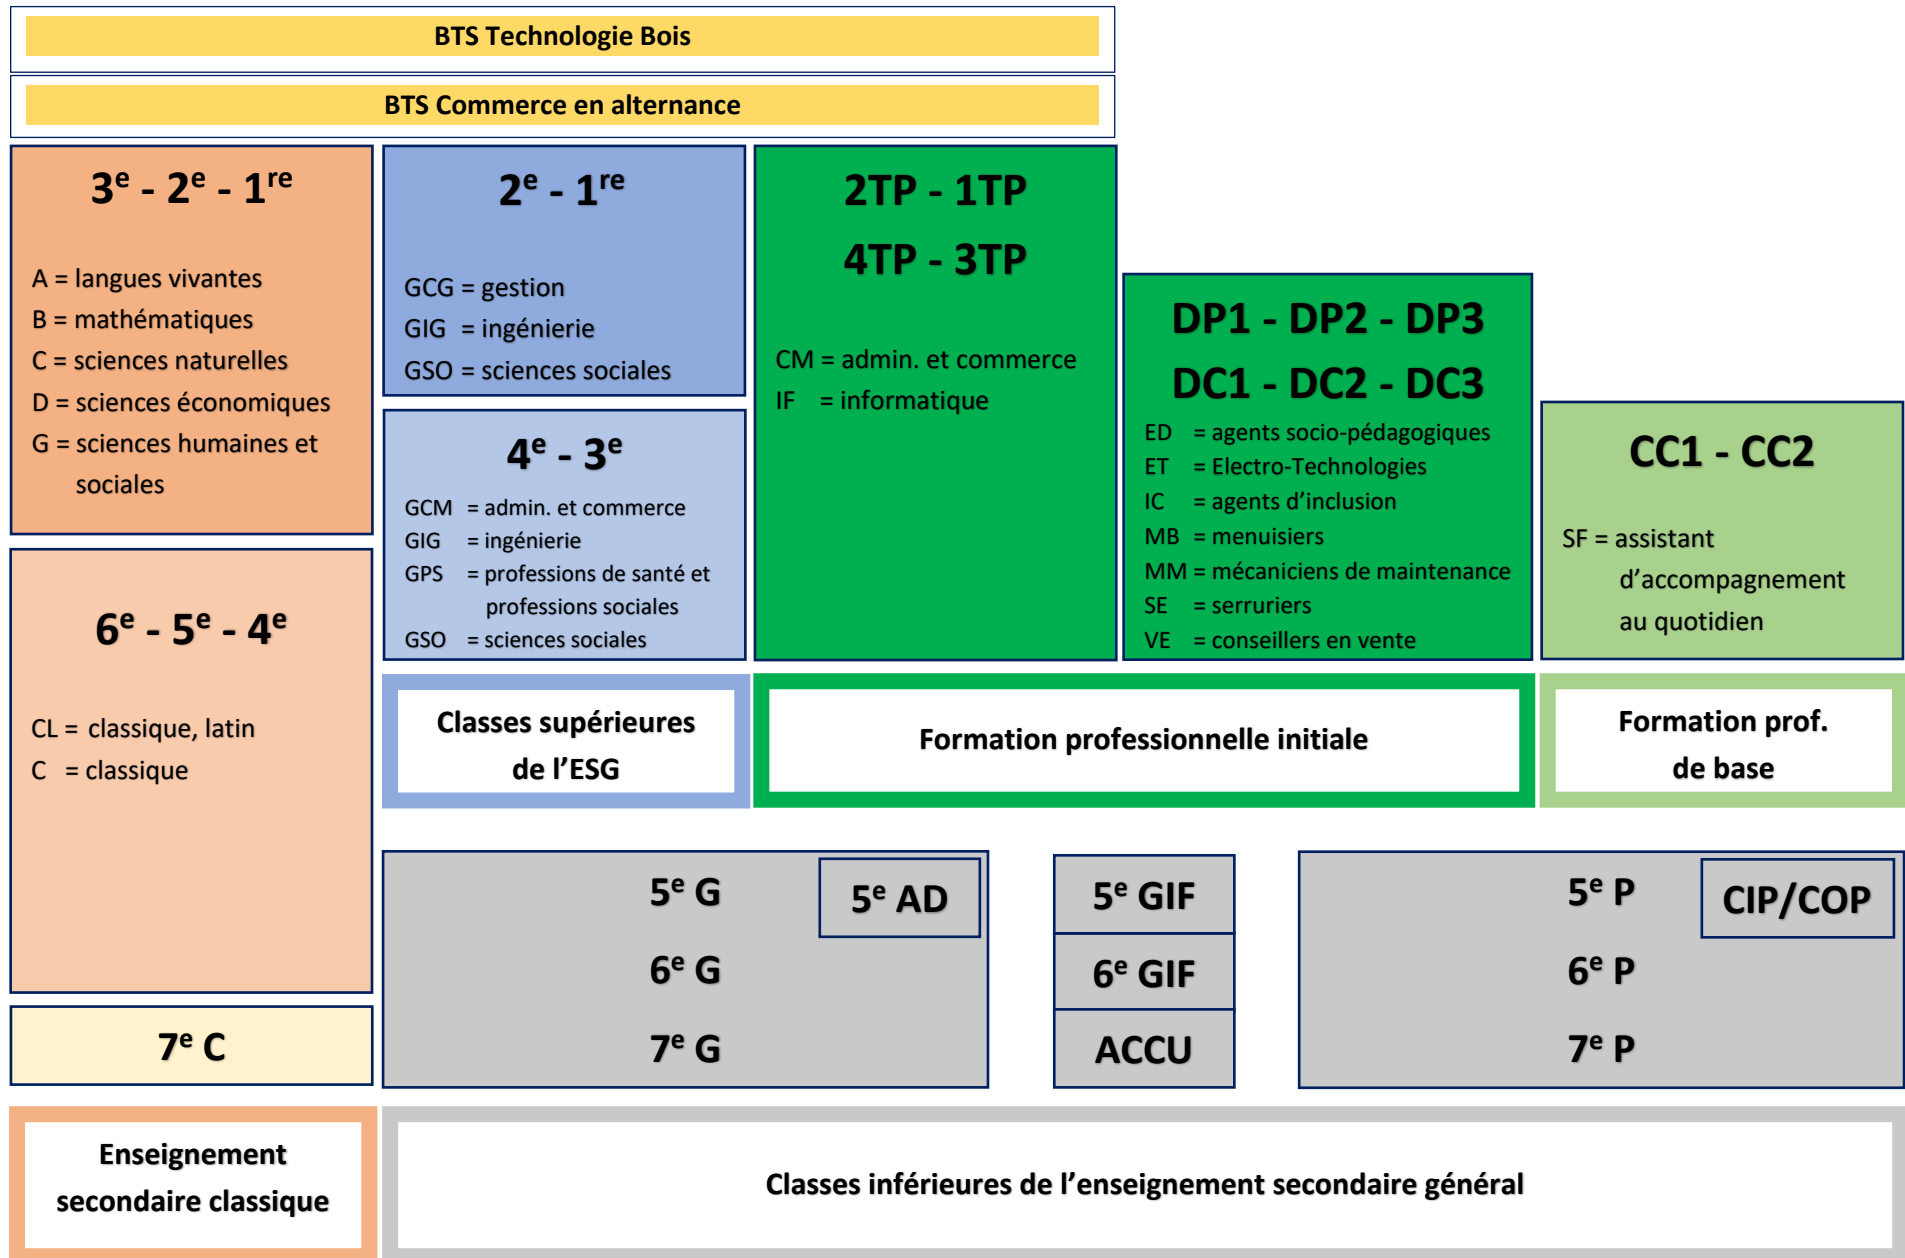 BTS Technologie Bois
BTS Commerce en alternance
3e - 2e - 1re
A = langues vivantes
B = mathématiques
C = sciences naturelles
D = sciences économiques
G = sciences humaines et
sociales
6e - 5e - 4e
CL = classique, latin
C = classique
7e C
Enseignement
secondaire classique
2e - 1re
GCG = gestion
GIG = ingénierie
GSO = sciences sociales
4e - 3e
GCM = admin. et commerce
GIG = ingénierie
GPS = professions de santé et
professions sociales
GSO = sciences sociales
Classes supérieures
de l’ESG
2TP - 1TP
4TP - 3TP
CM = admin. et commerce
IF = informatique
DP1 - DP2 - DP3
DC1 - DC2 - DC3
ED = agents socio-pédagogiques
ET = Electro-Technologies
IC = agents d’inclusion
MB = menuisiers
MM = mécaniciens de maintenance
SE = serruriers
VE = conseillers en vente
Formation professionnelle initiale
CC1 - CC2
SF = assistant
d’accompagnement
au quotidien
Formation prof.
de base
5e G
5e AD
6e G
7e G
5e GIF
6e GIF
ACCU
5e P
CIP/COP
6e P
7e P
Classes inférieures de l’enseignement secondaire général